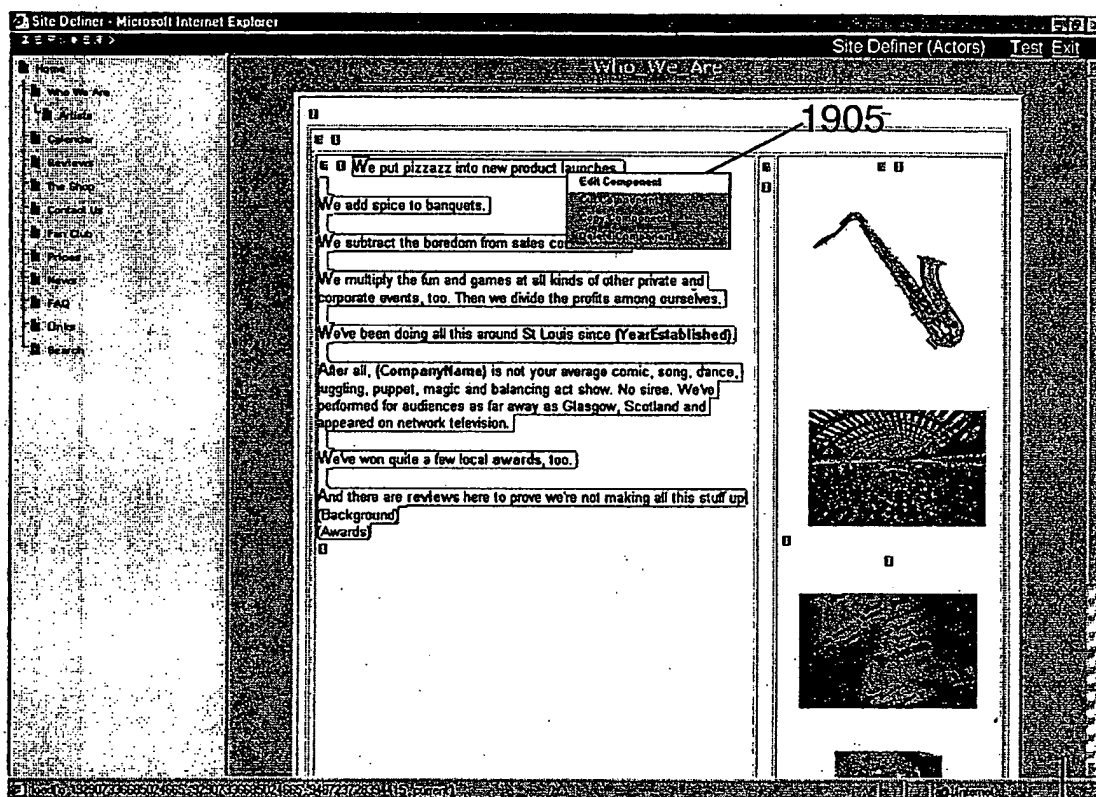 Site Definer - Microsoft Internet Explorer
Site Definer (Actors) Test Exit
Home
Who We Are
Artists
Calendar
Reviews
The Shop
Contact Us
Fan Club
Prices
News
FAQ
Links
Search
Who We Are
1905
We put pizzazz into new product launches.
Edit Component
We add spice to banquets.
We subtract the boredom from sales
We multiply the fun and games at all kinds of other private and
corporate events, too. Then we divide the profits among ourselves.
We've been doing all this around St Louis since {YearEstablished}.
After all, {CompanyName} is not your average comic, song, dance,
juggling, puppet, magic and balancing act show. No siree. We've
performed for audiences as far away as Glasgow, Scotland and
appeared on network television.
We've won quite a few local awards, too.
And there are reviews here to prove we're not making all this stuff up!
{Background}
{Awards}